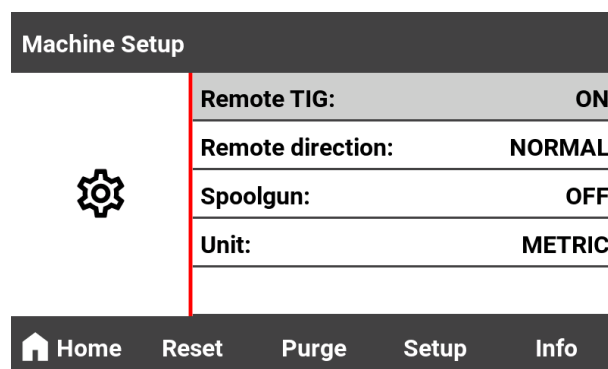 Machine Setup
Remote TIG: ON
Remote direction: NORMAL
Spoolgun: OFF
Unit: METRIC
Home Reset Purge Setup Info